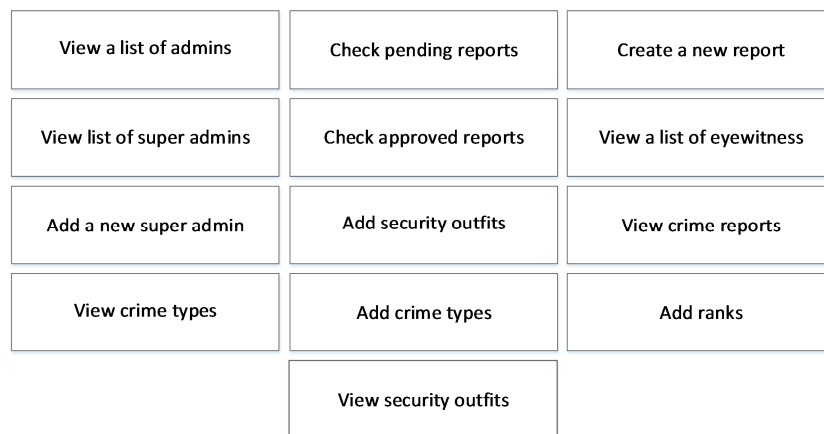 View a list of admins
Check pending reports
Create a new report
View list of super admins
Check approved reports
View a list of eyewitness
Add a new super admin
Add security outfits
View crime reports
View crime types
Add crime types
Add ranks
View security outfits